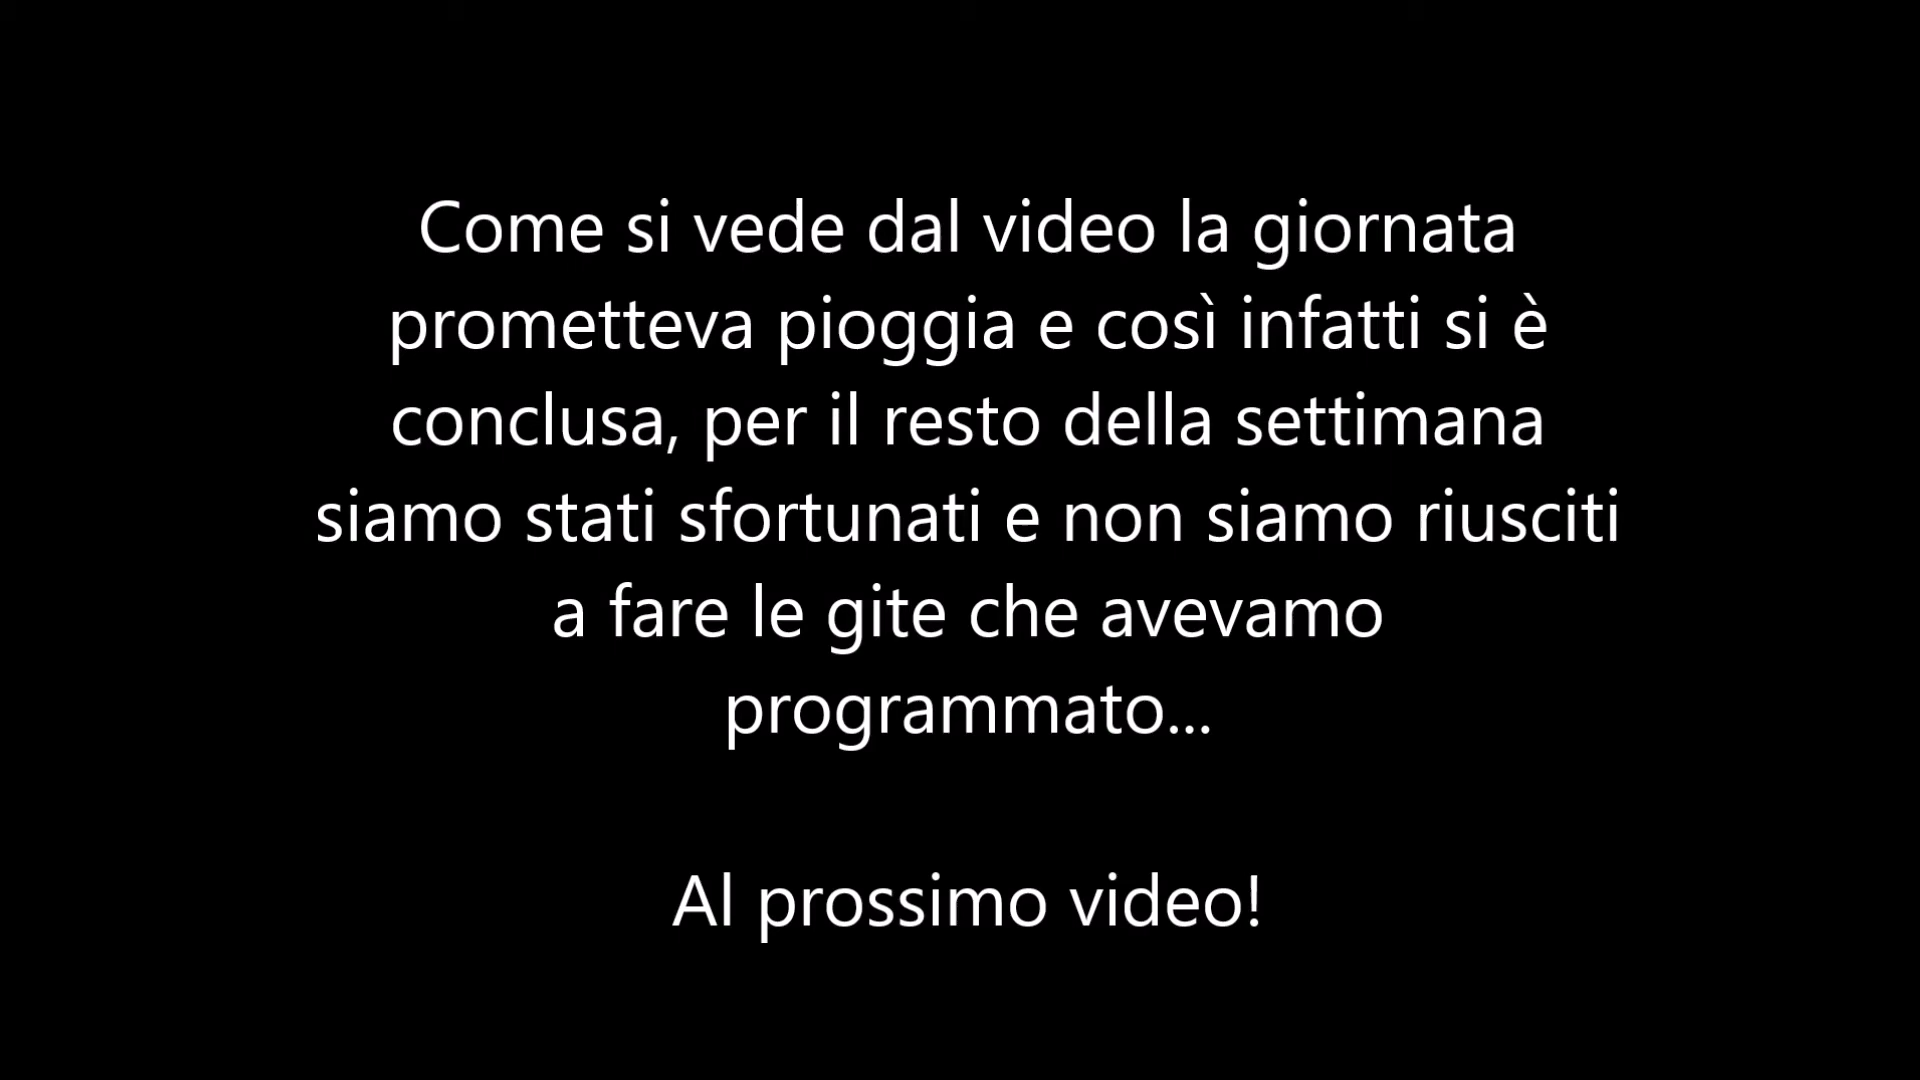 Come si vede dal video la giornata
prometteva pioggia e così infatti si è
conclusa, per il resto della settimana
siamo stati sfortunati e non siamo riusciti
a fare le gite che avevamo
programmato...
Al prossimo video!